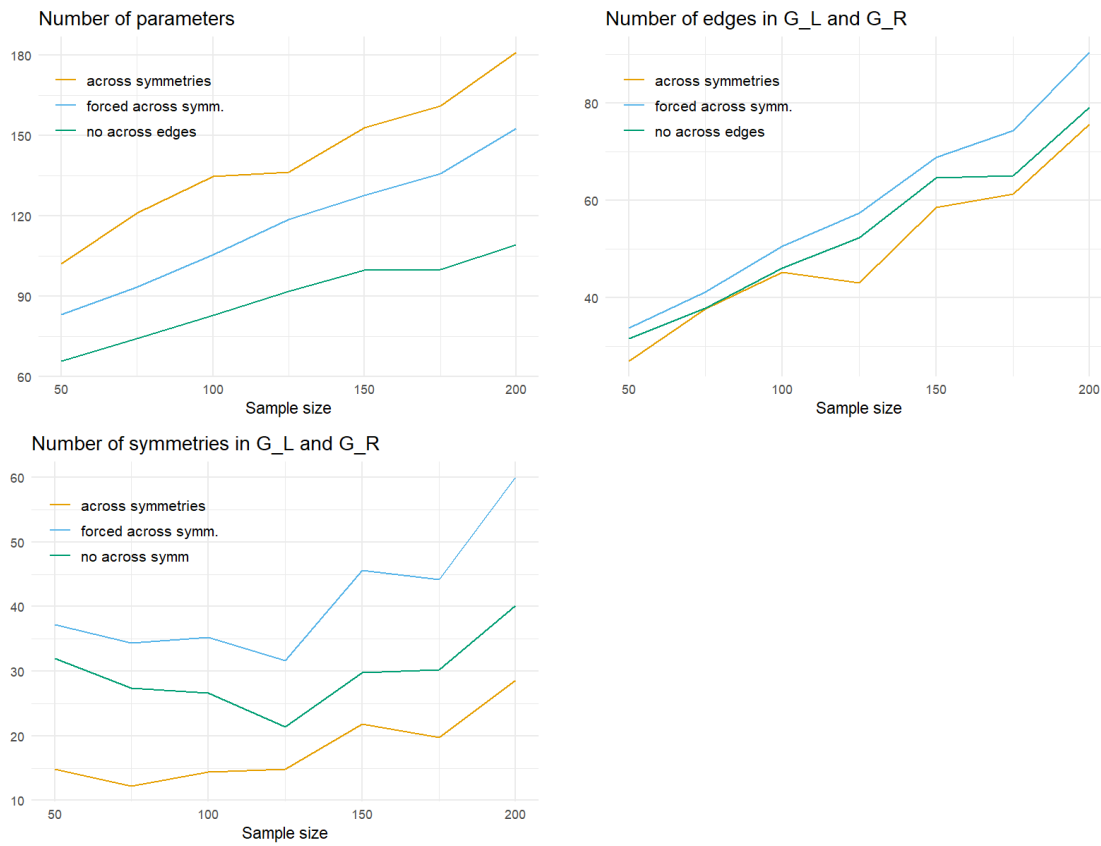 Number of parameters
180
150
120
90
60
across symmetries
forced across symm.
no across edges
50
100
150
200
Sample size
Number of edges in G_L and G_R
80
60
40
across symmetries
forced across symm.
no across edges
50
100
150
200
Sample size
Number of symmetries in G_L and G_R
60
50
40
30
20
10
across symmetries
forced across symm.
no across symm
50
100
150
200
Sample size